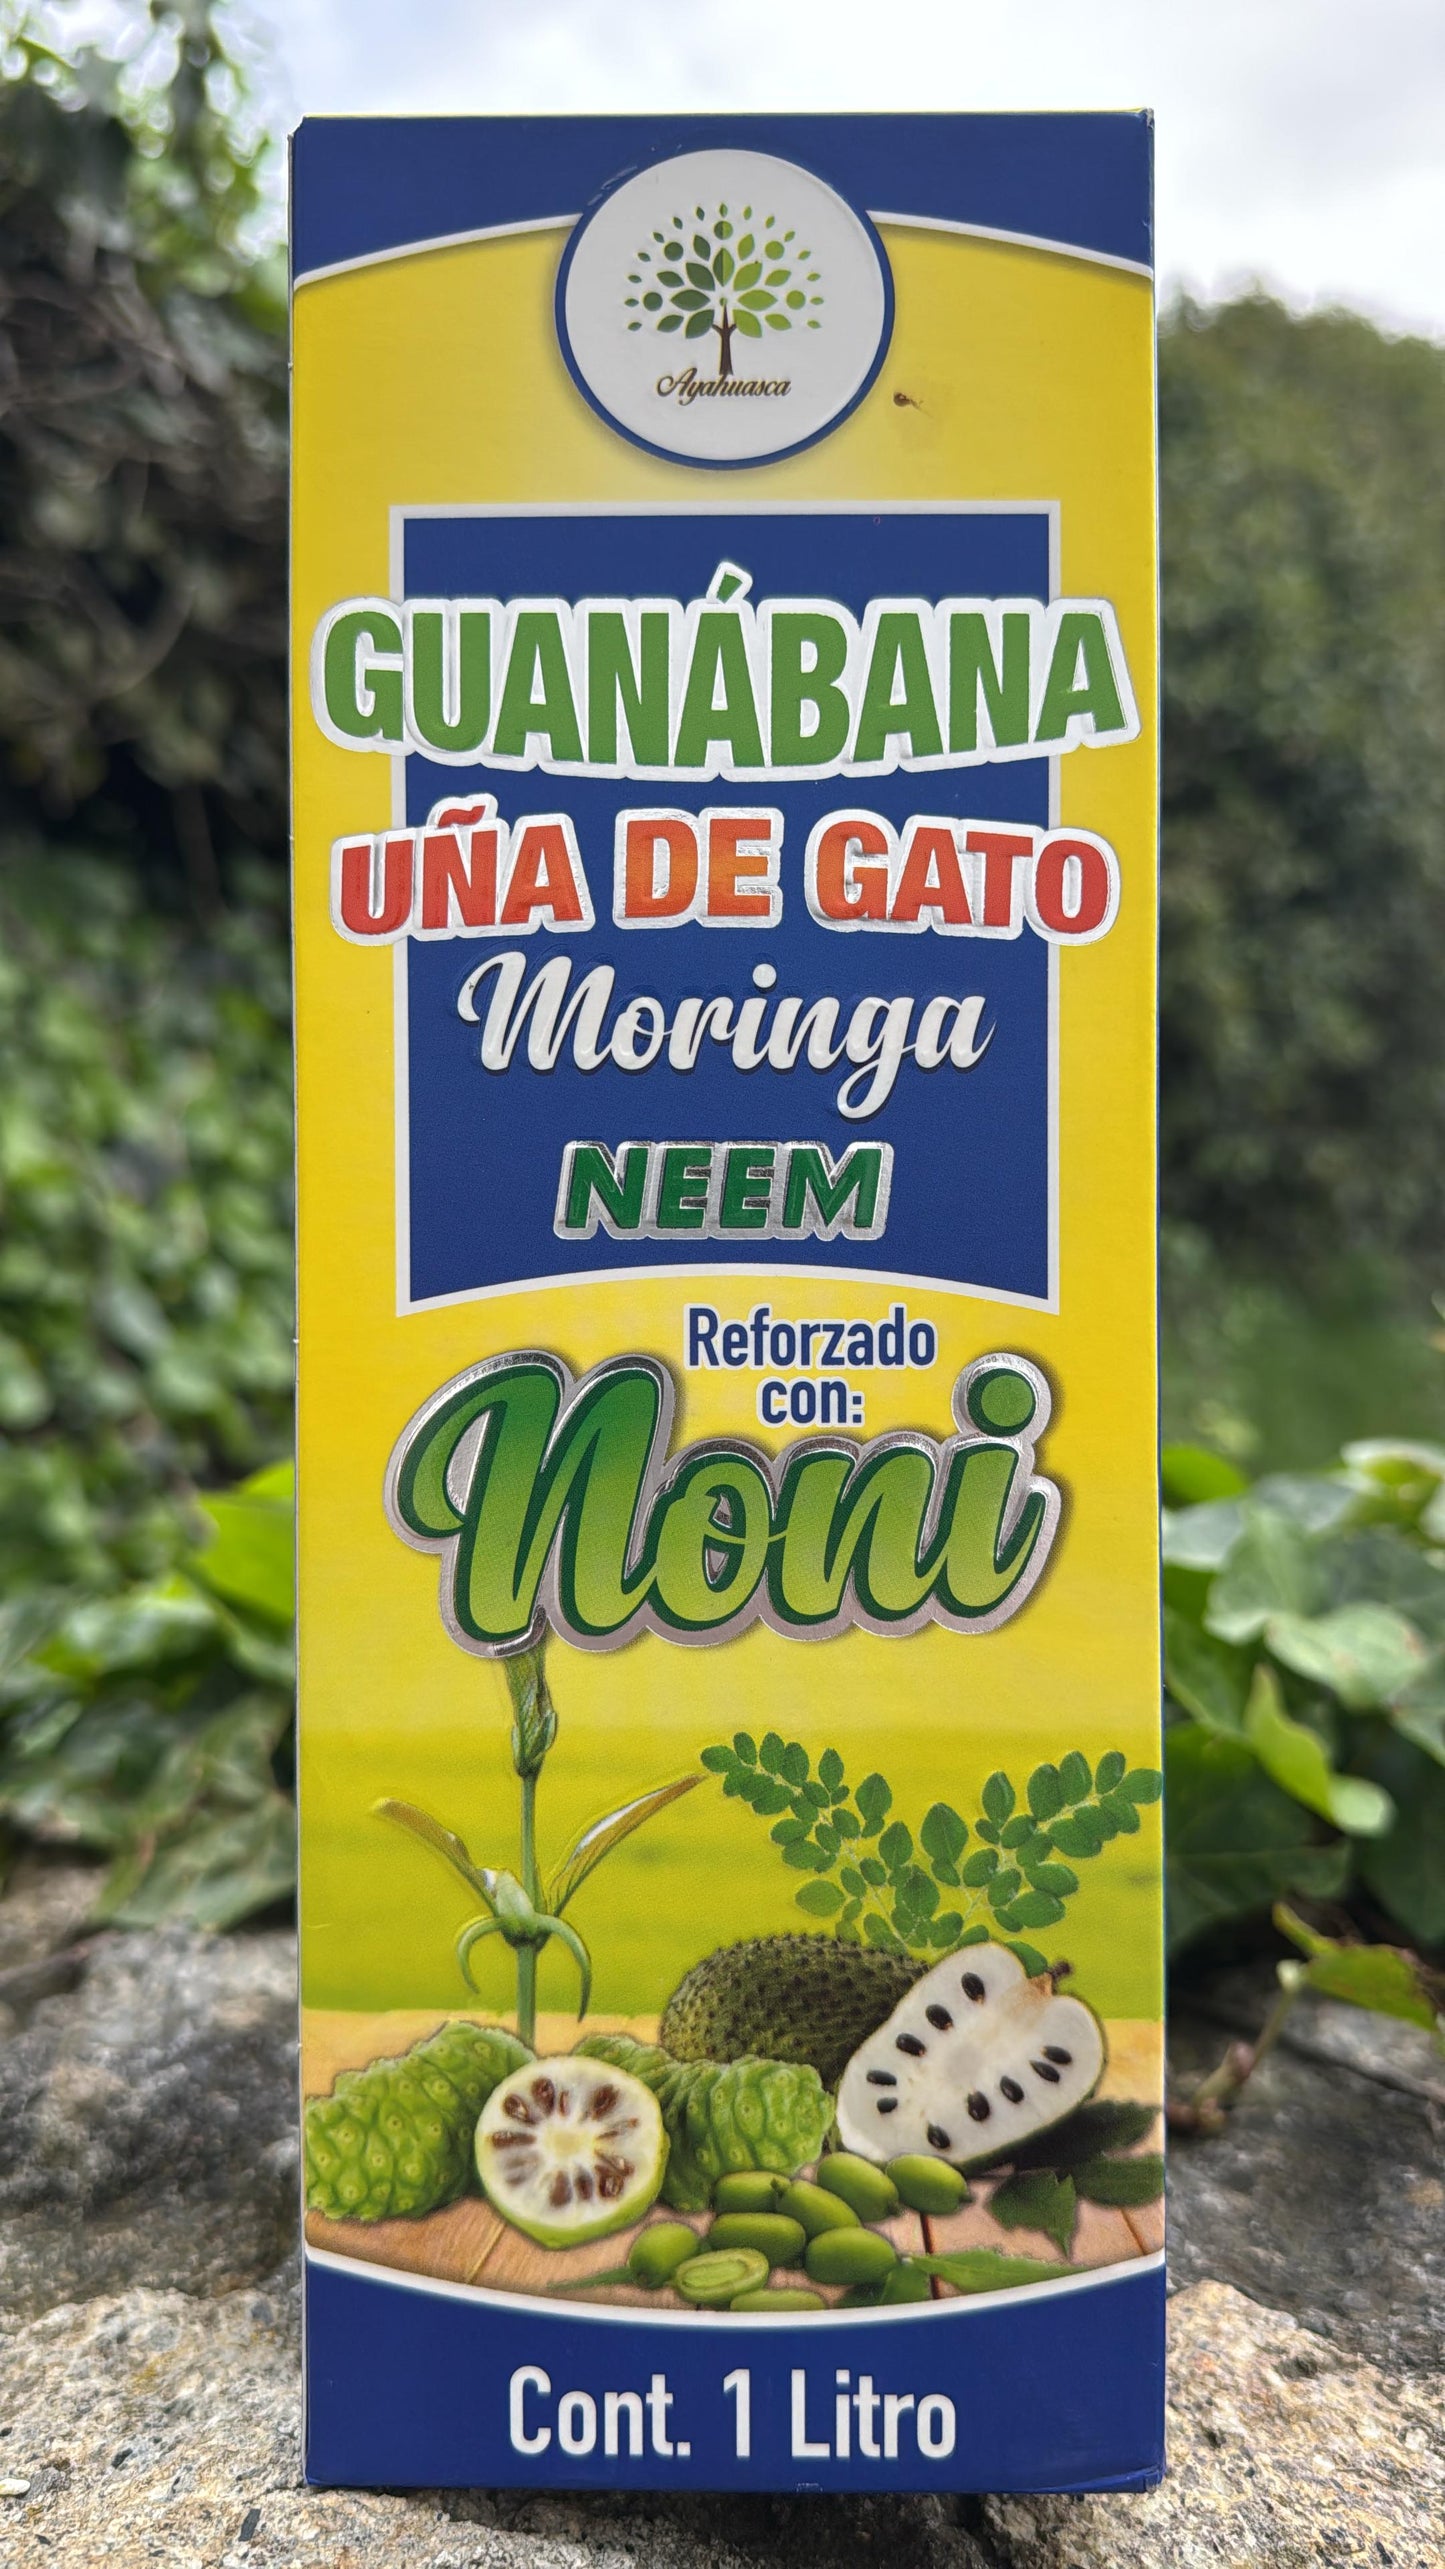 Ayahuasca
GUANÁBANA
UÑA DE GATO
Moringa
NEEM
Reforzado
con:
Noni
Cont. 1 Litro